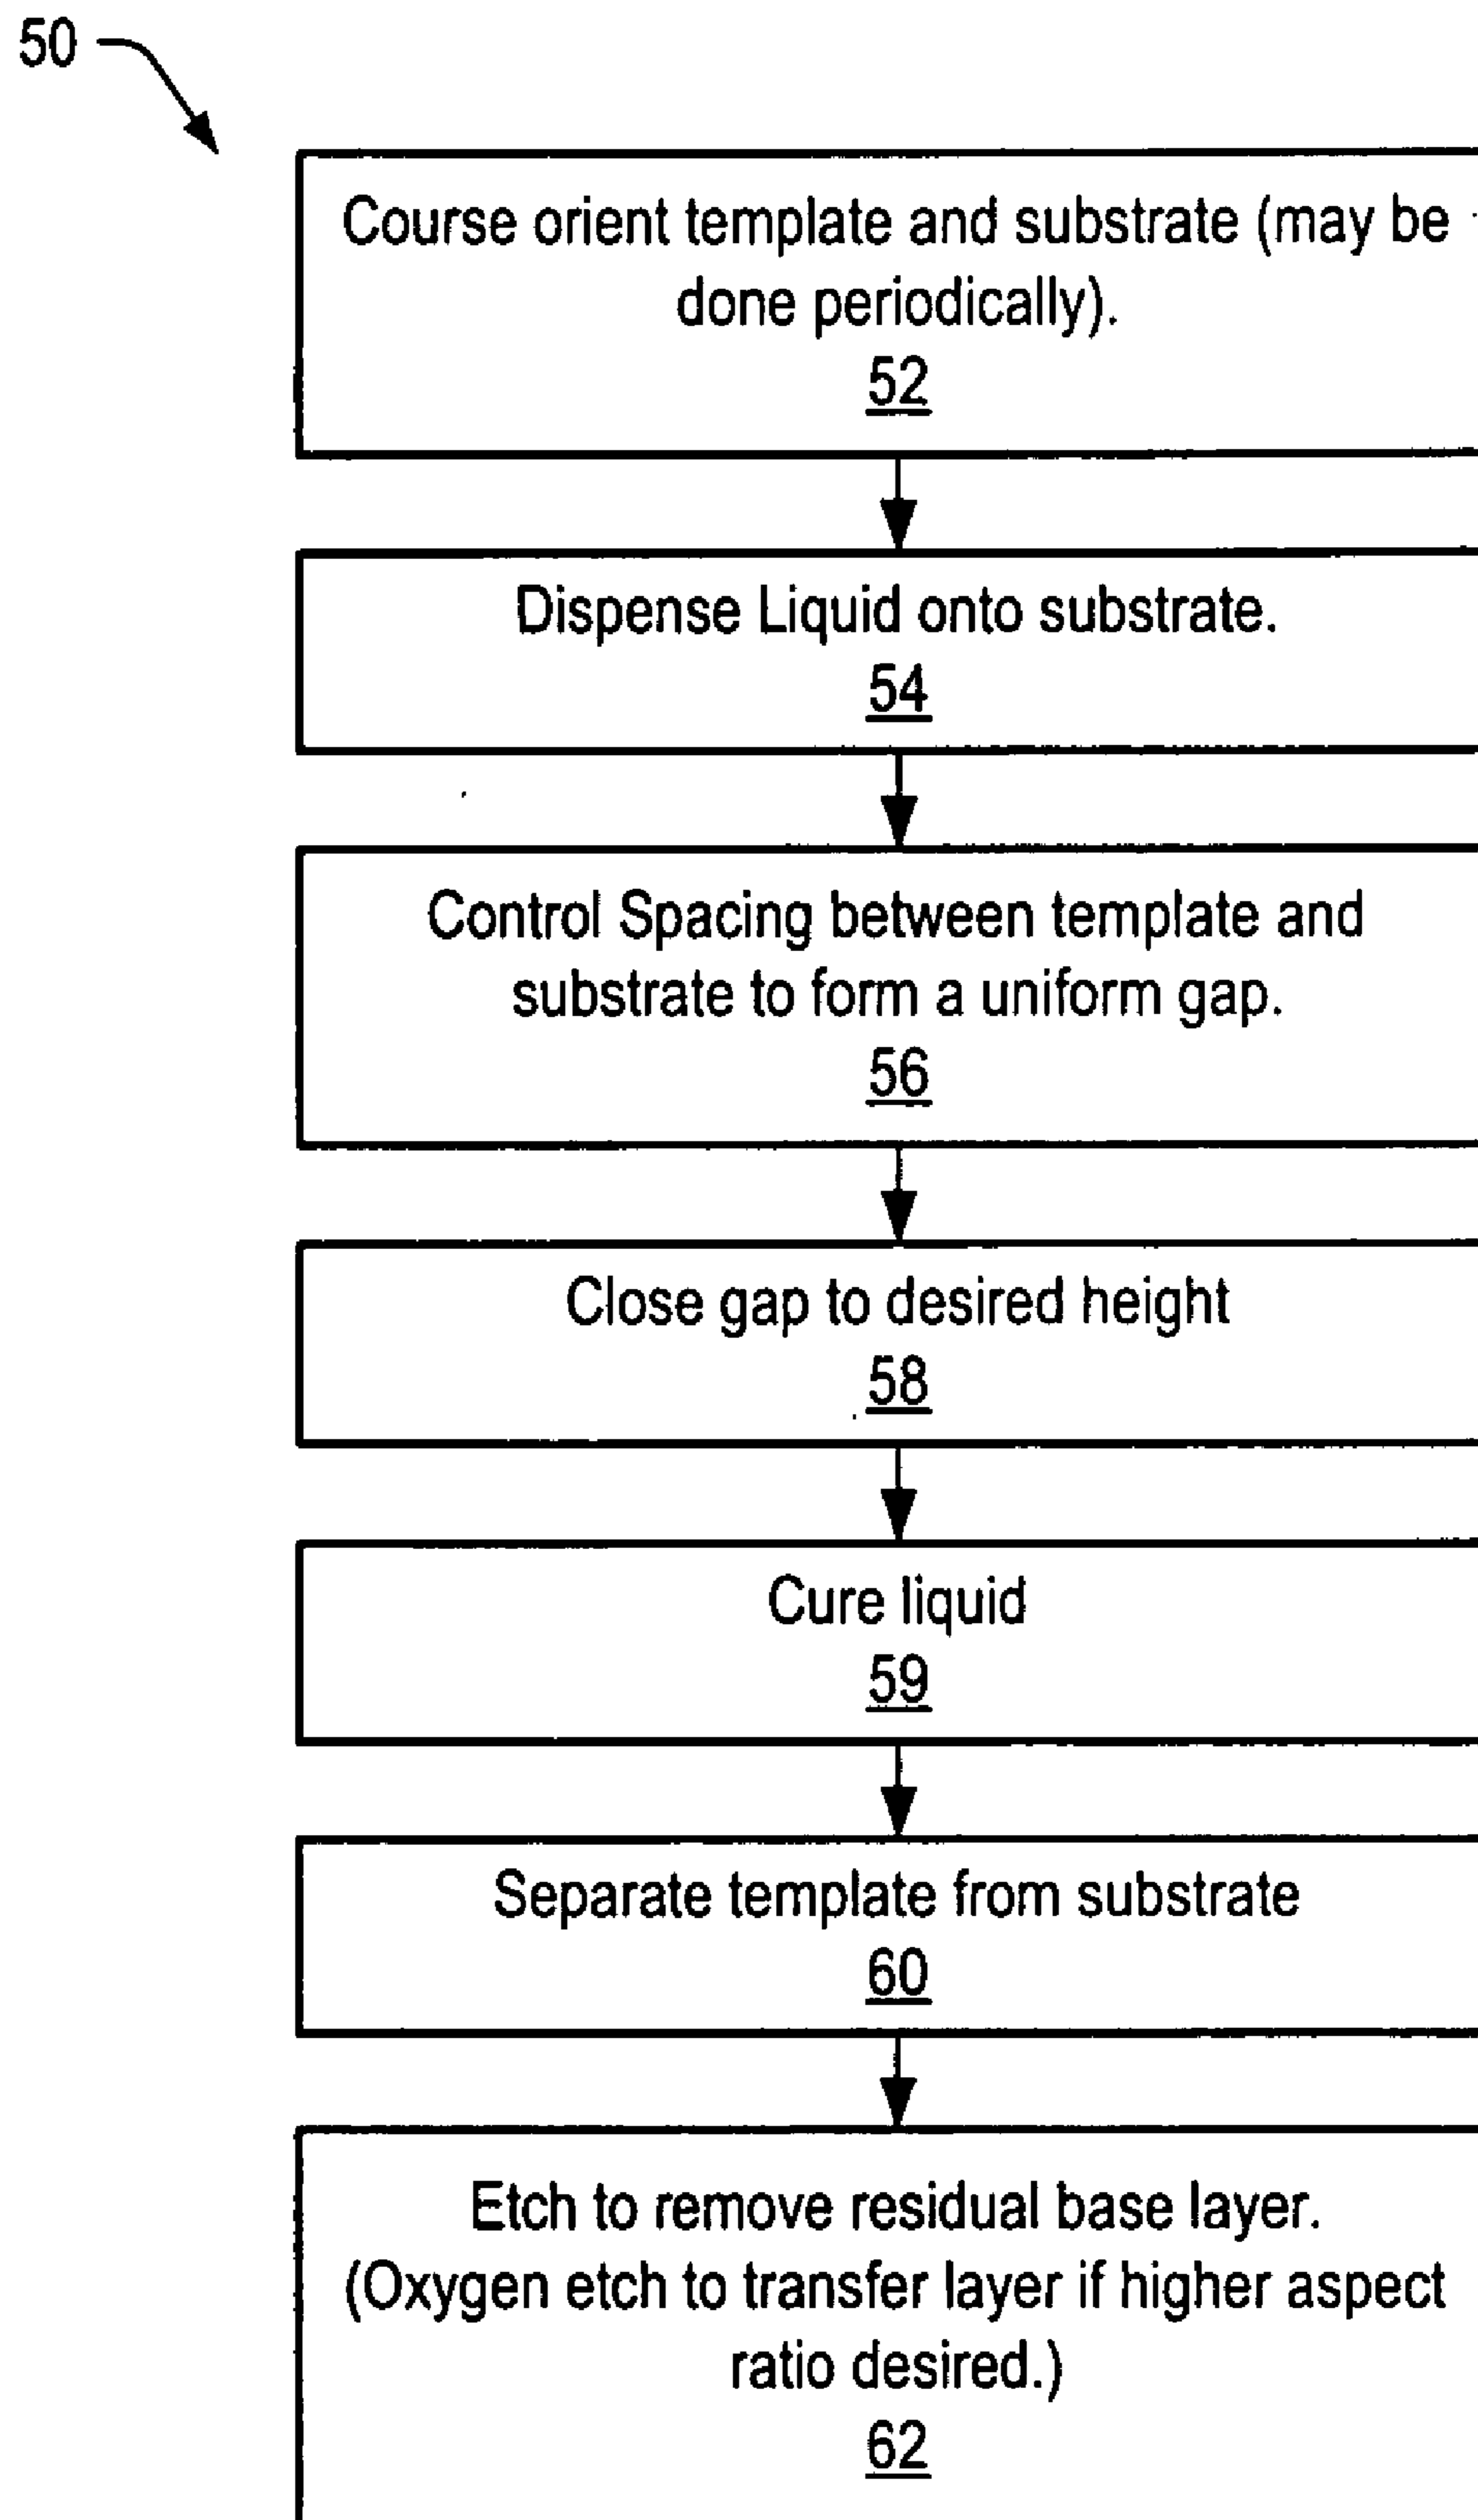 50
Course orient template and substrate (may be
done periodically).
52
Dispense Liquid onto substrate.
54
Control Spacing between template and
substrate to form a uniform gap.
56
Close gap to desired height
58
Cure liquid
59
Separate template from substrate
60
Etch to remove residual base layer.
(Oxygen etch to transfer layer if higher aspect
ratio desired.)
62